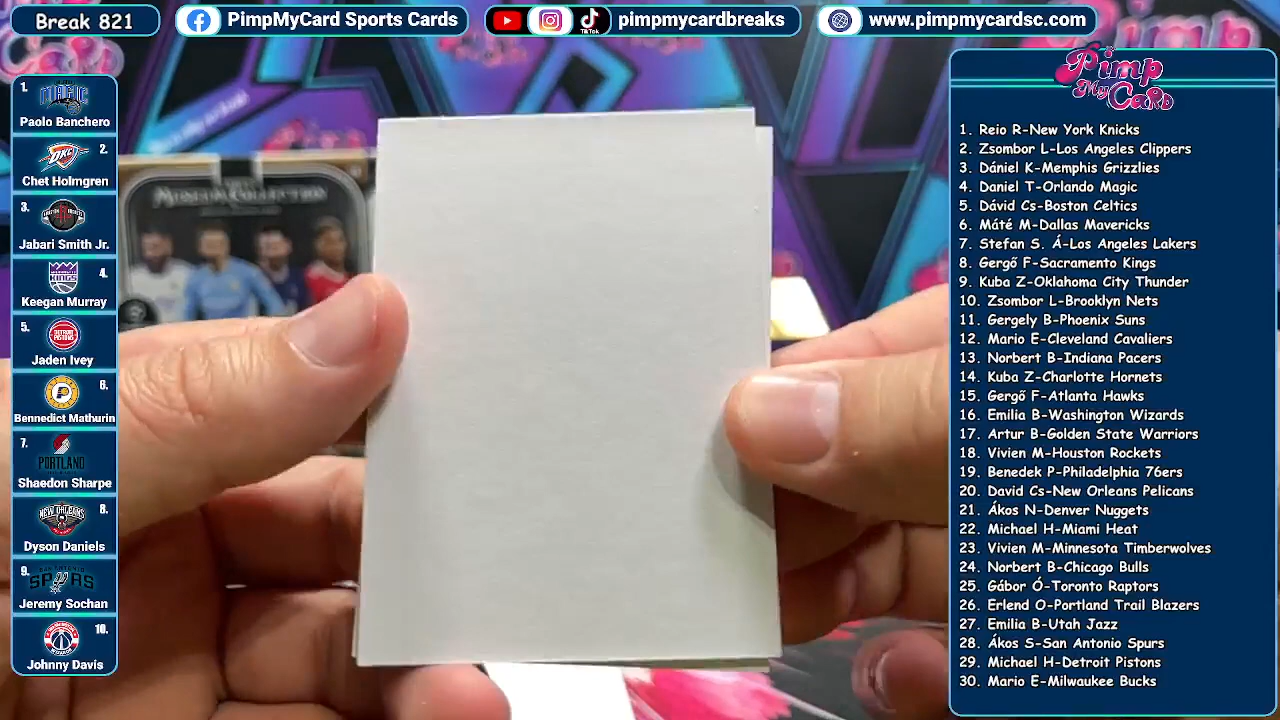 Break 821
PimpMyCard Sports Cards
TikTok
pimpmycardbreaks
www.pimpmycardsc.com
1.
MAGIC
Paolo Banchero
2.
OKC
Chet Holmgren
3.
Jabari Smith Jr.
4.
KINGS
Keegan Murray
5.
DETROIT
PISTONS
Jaden Ivey
6.
Bennedict Mathurin
7.
PORTLAND
Shaedon Sharpe
8.
NEW ORLEANS
Dyson Daniels
9.
SPURS
Jeremy Sochan
10.
Johnny Davis
MUSEUM COLLECTION
Pimp
My
Card
1. Reio R-New York Knicks
2. Zsombor L-Los Angeles Clippers
3. Dániel K-Memphis Grizzlies
4. Daniel T-Orlando Magic
5. Dávid Cs-Boston Celtics
6. Máté M-Dallas Mavericks
7. Stefan S. Á-Los Angeles Lakers
8. Gergő F-Sacramento Kings
9. Kuba Z-Oklahoma City Thunder
10. Zsombor L-Brooklyn Nets
11. Gergely B-Phoenix Suns
12. Mario E-Cleveland Cavaliers
13. Norbert B-Indiana Pacers
14. Kuba Z-Charlotte Hornets
15. Gergő F-Atlanta Hawks
16. Emilia B-Washington Wizards
17. Artur B-Golden State Warriors
18. Vivien M-Houston Rockets
19. Benedek P-Philadelphia 76ers
20. David Cs-New Orleans Pelicans
21. Ákos N-Denver Nuggets
22. Michael H-Miami Heat
23. Vivien M-Minnesota Timberwolves
24. Norbert B-Chicago Bulls
25. Gábor Ó-Toronto Raptors
26. Erlend O-Portland Trail Blazers
27. Emilia B-Utah Jazz
28. Ákos S-San Antonio Spurs
29. Michael H-Detroit Pistons
30. Mario E-Milwaukee Bucks